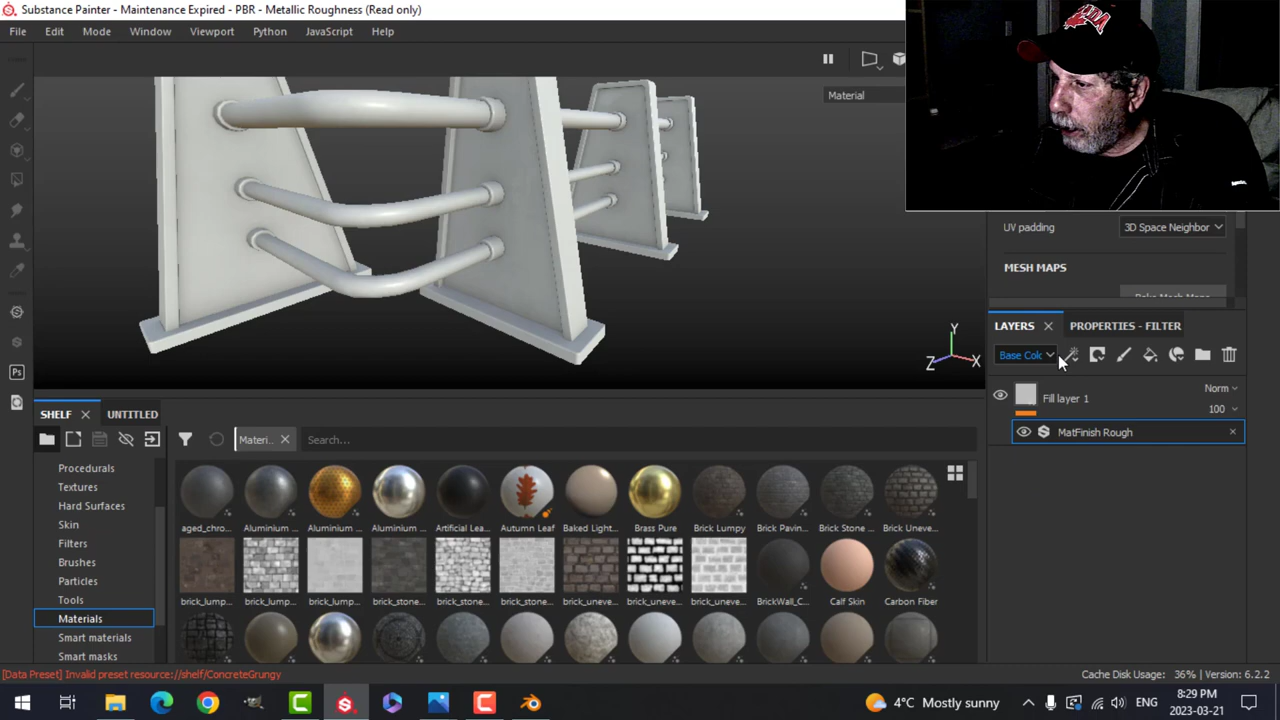 Substance Painter - Maintenance Expired - PBR - Metallic Roughness (Read only)
File Edit Mode Window Viewport Python JavaScript Help
Material
UV padding 3D Space Neighbor
MESH MAPS
Bake Mesh Maps
LAYERS PROPERTIES - FILTER
Base Col
Fill layer 1 Norm
100
MatFinish Rough
Y
Z X
SHELF UNTITLED
Materi.. Search...
Procedurals
Textures
Hard Surfaces
Skin
Filters
Brushes
Particles
Tools
Materials
Smart materials
Smart masks
aged_chro... Aluminium ... Aluminium ... Aluminium ... Artificial Lea... Autumn Leaf Baked Light... Brass Pure Brick Lumpy Brick Pavin... Brick Stone ... Brick Uneve...
brick_lump... brick_lump... brick_lump... brick_stone... brick_stone... brick_stone... brick_uneve... brick_uneve... brick_uneve... BrickWall_C... Calf Skin Carbon Fiber
[Data Preset] Invalid preset resource://shelf/ConcreteGrungy
Cache Disk Usage: 36% | Version: 6.2.2
Ps
4°C Mostly sunny ENG 8:29 PM
2023-03-21